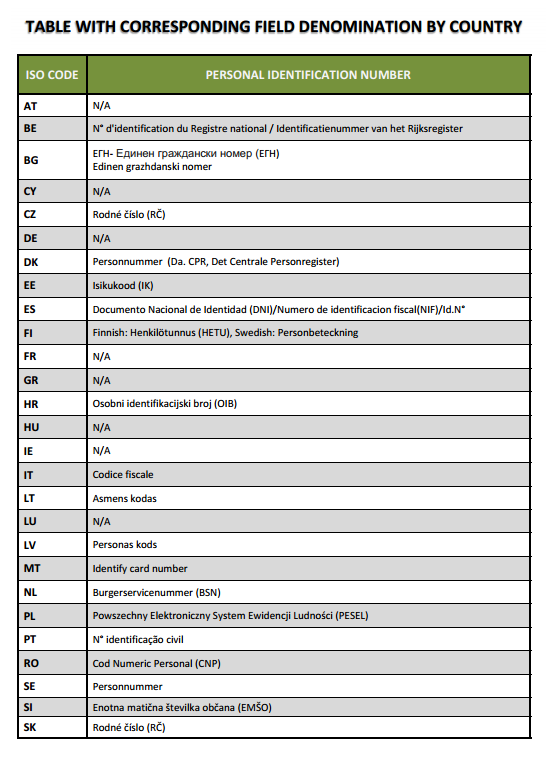 TABLE WITH CORRESPONDING FIELD DENOMINATION BY COUNTRY
ISO CODE PERSONAL IDENTIFICATION NUMBER
AT N/A
BE N° d'identification du Registre national / Identificatienummer van het Rijksregister
BG ЕГН- Единен граждански номер (ЕГН)
Edinen grazhdanski nomer
CY N/A
CZ Rodné číslo (RČ)
DE N/A
DK Personnummer (Da. CPR, Det Centrale Personregister)
EE Isikukood (IK)
ES Documento Nacional de Identidad (DNI)/Numero de identificacion fiscal(NIF)/Id.N°
FI Finnish: Henkilötunnus (HETU), Swedish: Personbeteckning
FR N/A
GR N/A
HR Osobni identifikacijski broj (OIB)
HU N/A
IE N/A
IT Codice fiscale
LT Asmens kodas
LU N/A
LV Personas kods
MT Identify card number
NL Burgerservicenummer (BSN)
PL Powszechny Elektroniczny System Ewidencji Ludności (PESEL)
PT N° identificação civil
RO Cod Numeric Personal (CNP)
SE Personnummer
SI Enotna matična številka občana (EMŠO)
SK Rodné číslo (RČ)